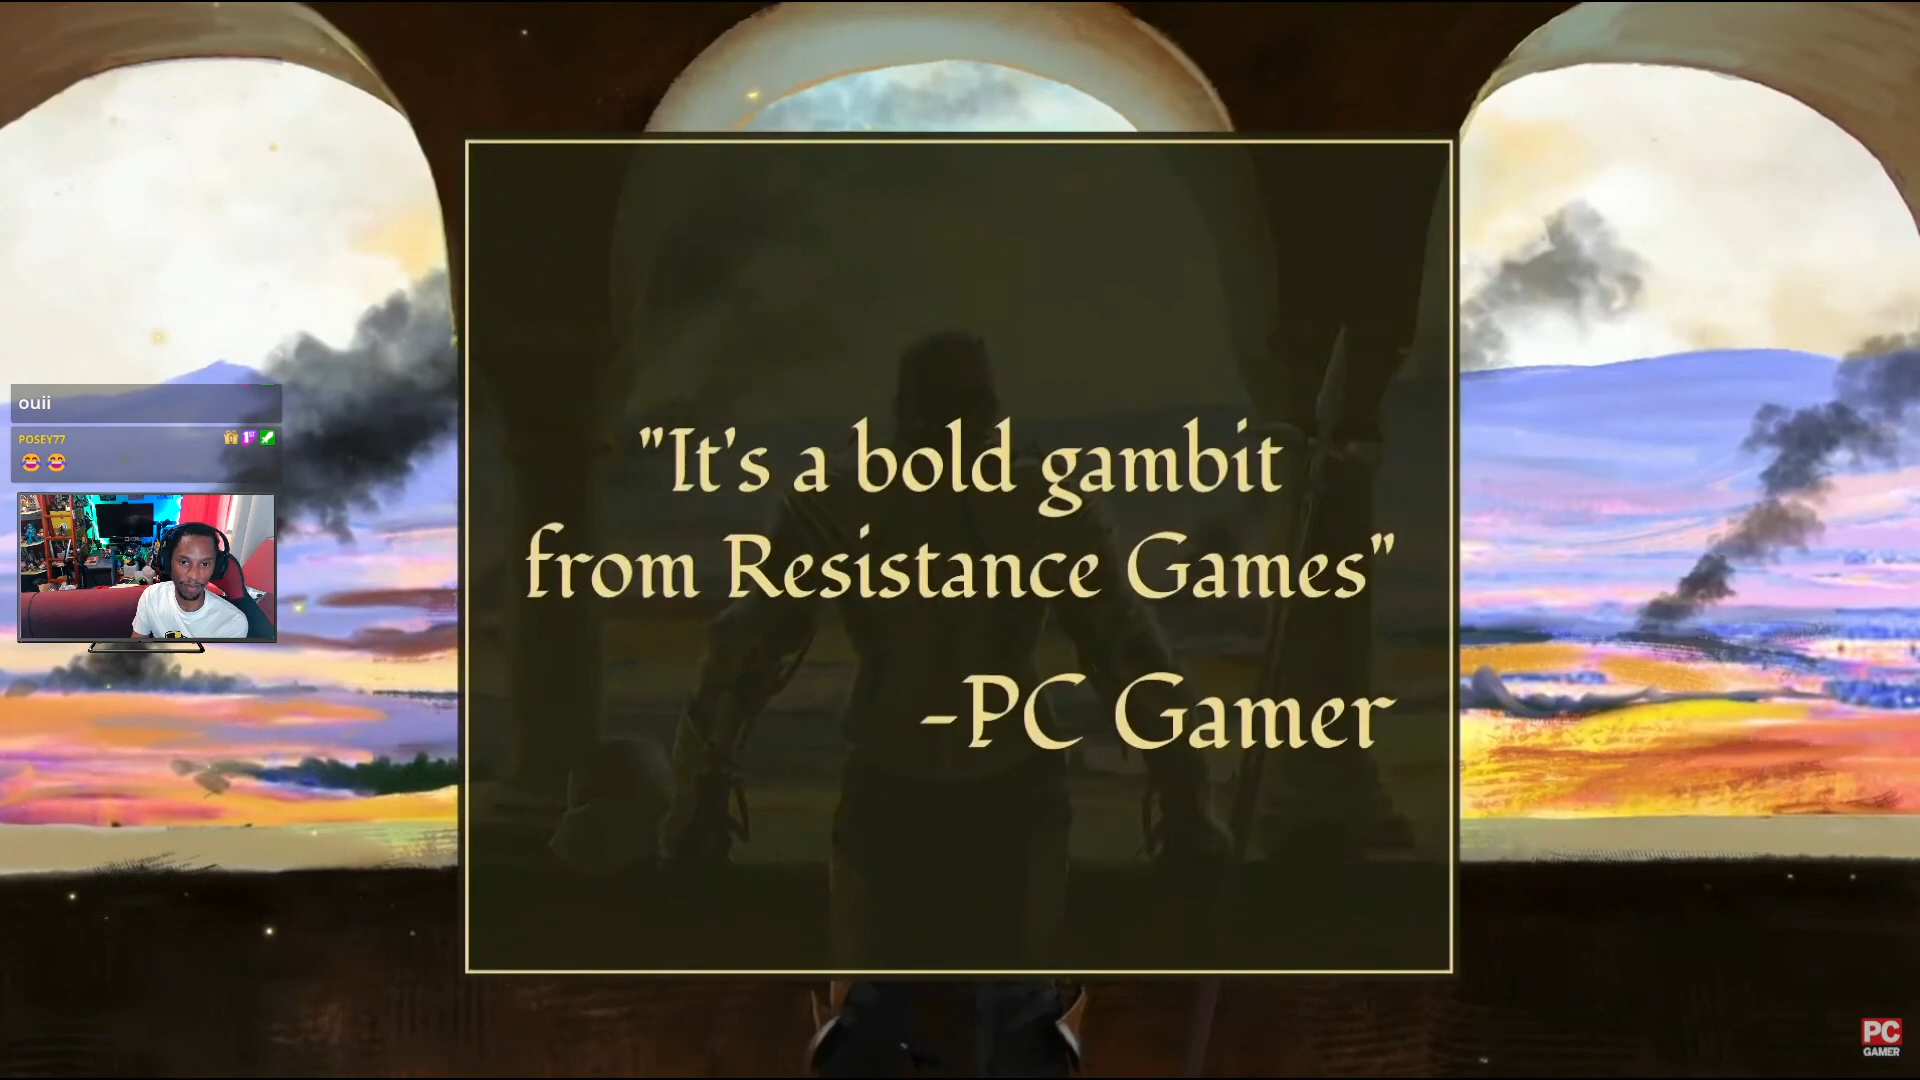 ouii
POSEY77
"It's a bold gambit
from Resistance Games"
-PC Gamer
PC
GAMER